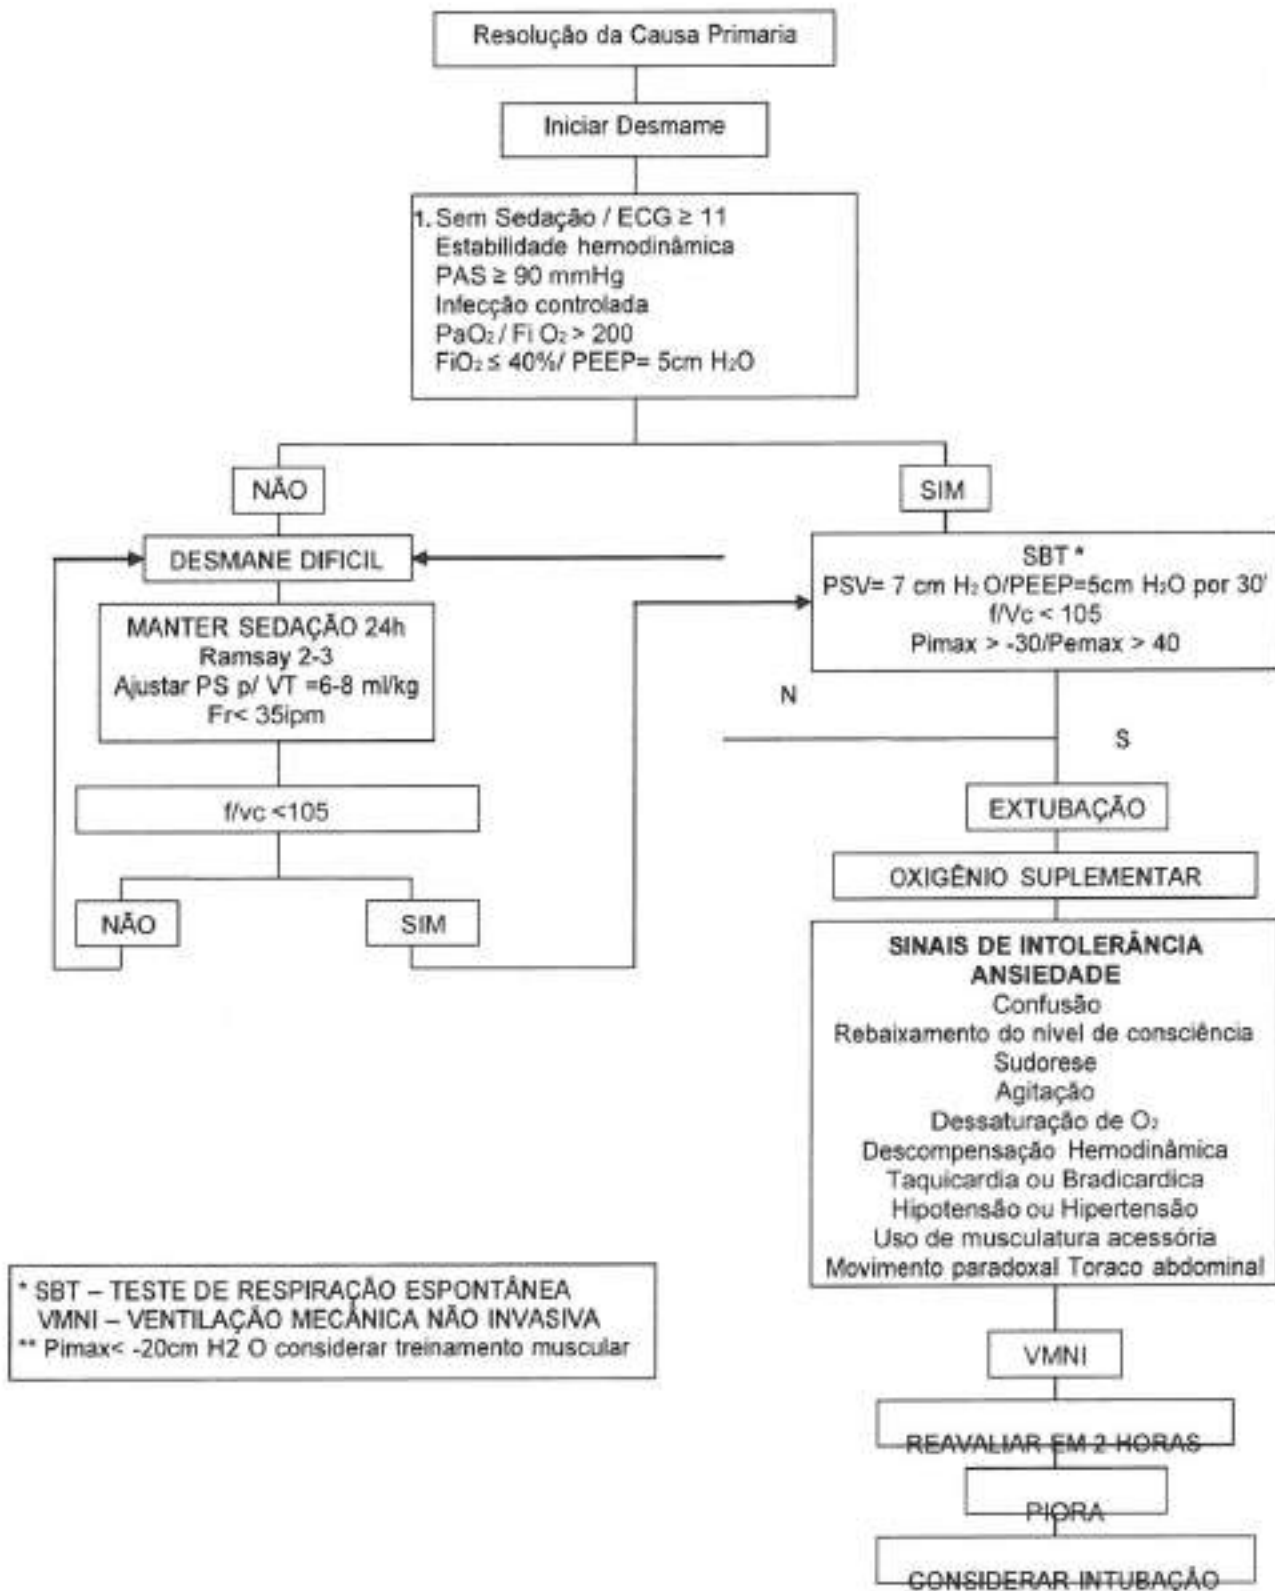 Resolução da Causa Primaria
Iniciar Desmame
1. Sem Sedação / ECG ≥ 11
Estabilidade hemodinâmica
PAS ≥ 90 mmHg
Infecção controlada
PaO₂ / Fi O₂ > 200
FiO₂ ≤ 40%/ PEEP= 5cm H₂O
NÃO
SIM
DESMANE DIFICIL
MANTER SEDAÇÃO 24h
Ramsay 2-3
Ajustar PS p/ VT =6-8 ml/kg
Fr< 35ipm
f/vc <105
NÃO
SIM
SBT *
PSV= 7 cm H₂ O/PEEP=5cm H₂O por 30'
f/Vc < 105
Pimax > -30/Pemax > 40
N
S
EXTUBAÇÃO
OXIGÊNIO SUPLEMENTAR
SINAIS DE INTOLERÂNCIA
ANSIEDADE
Confusão
Rebaixamento do nível de consciência
Sudorese
Agitação
Dessaturação de O₂
Descompensação Hemodinâmica
Taquicardia ou Bradicardica
Hipotensão ou Hipertensão
Uso de musculatura acessória
Movimento paradoxal Toraco abdominal
VMNI
REAVALIAR EM 2 HORAS
PIORA
CONSIDERAR INTUBAÇÃO
* SBT – TESTE DE RESPIRAÇÃO ESPONTÂNEA
VMNI – VENTILAÇÃO MECÂNICA NÃO INVASIVA
** Pimax< -20cm H2 O considerar treinamento muscular